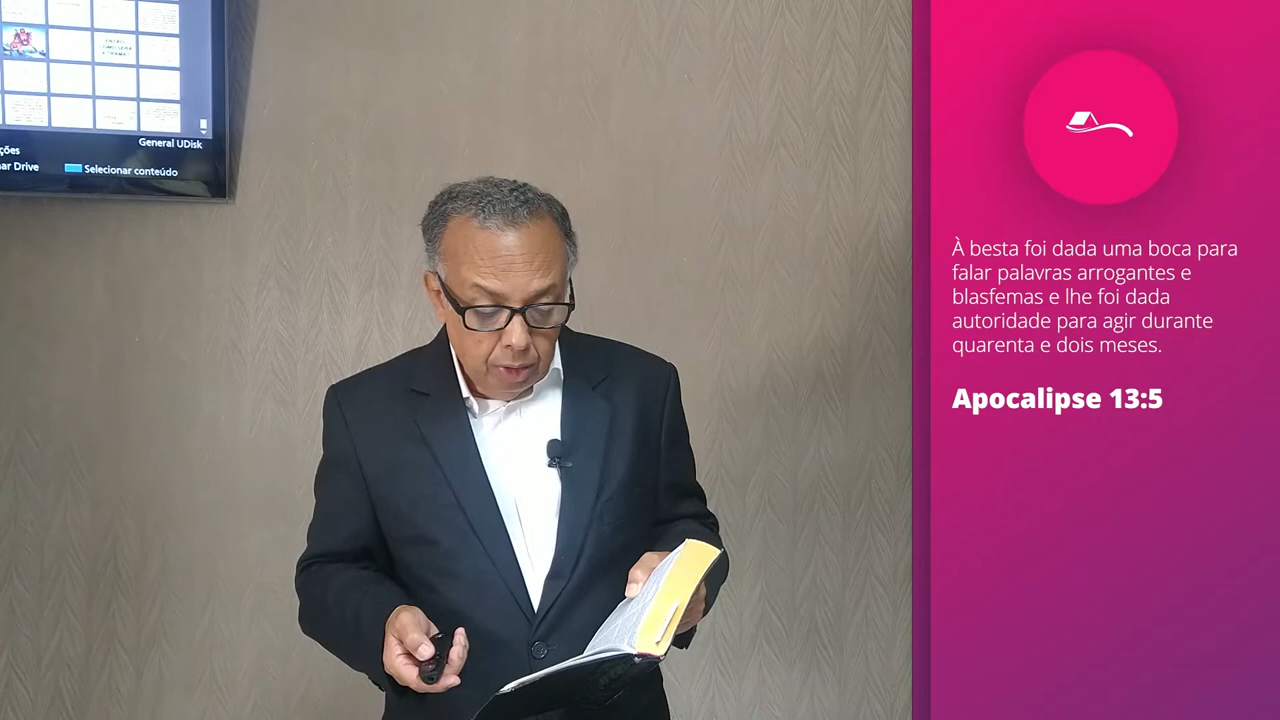 General UDisk
ções
ar Drive
Selecionar conteúdo
À besta foi dada uma boca para
falar palavras arrogantes e
blasfemas e lhe foi dada
autoridade para agir durante
quarenta e dois meses.
Apocalipse 13:5